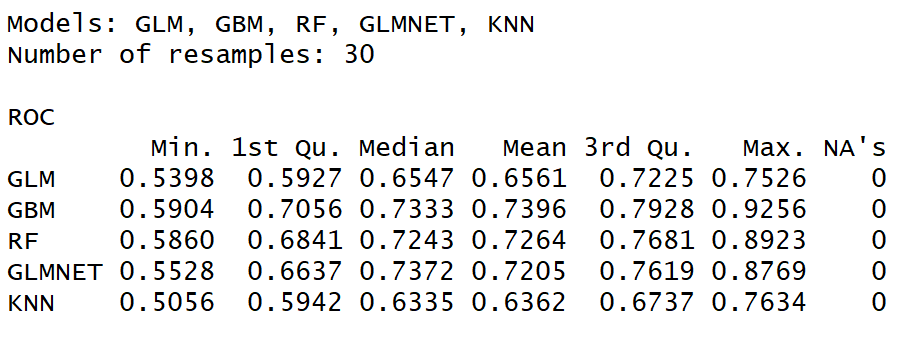 Models: GLM, GBM, RF, GLMNET, KNN
Number of resamples: 30
ROC
Min. 1st Qu. Median Mean 3rd Qu. Max. NA's
GLM 0.5398 0.5927 0.6547 0.6561 0.7225 0.7526 0
GBM 0.5904 0.7056 0.7333 0.7396 0.7928 0.9256 0
RF 0.5860 0.6841 0.7243 0.7264 0.7681 0.8923 0
GLMNET 0.5528 0.6637 0.7372 0.7205 0.7619 0.8769 0
KNN 0.5056 0.5942 0.6335 0.6362 0.6737 0.7634 0